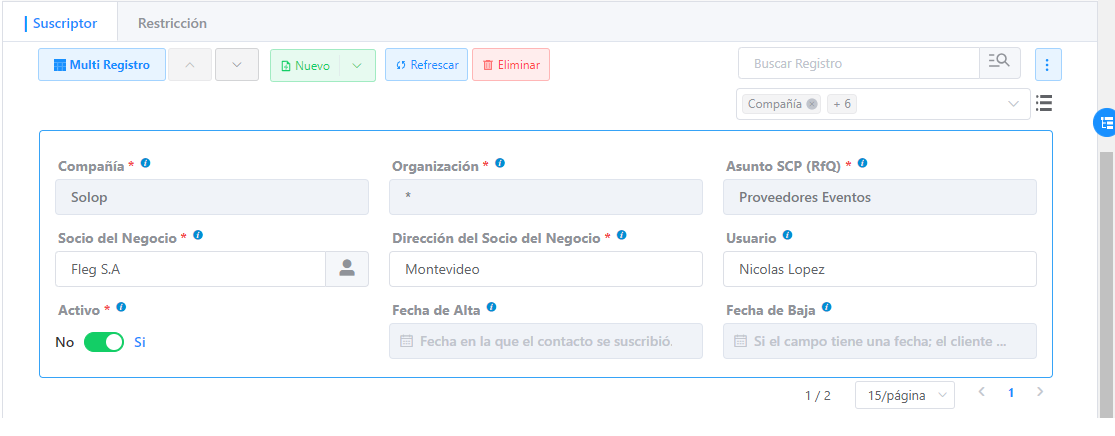 Suscriptor Restricción
Multi Registro Nuevo Refrescar Eliminar Buscar Registro
Compañía + 6
Compañía * Organización * Asunto SCP (RfQ) *
Solop * Proveedores Eventos
Socio del Negocio * Dirección del Socio del Negocio * Usuario
Fleg S.A Montevideo Nicolas Lopez
Activo * Fecha de Alta Fecha de Baja
No Si Fecha en la que el contacto se suscribió. Si el campo tiene una fecha; el cliente ...
1 / 2 15/página 1